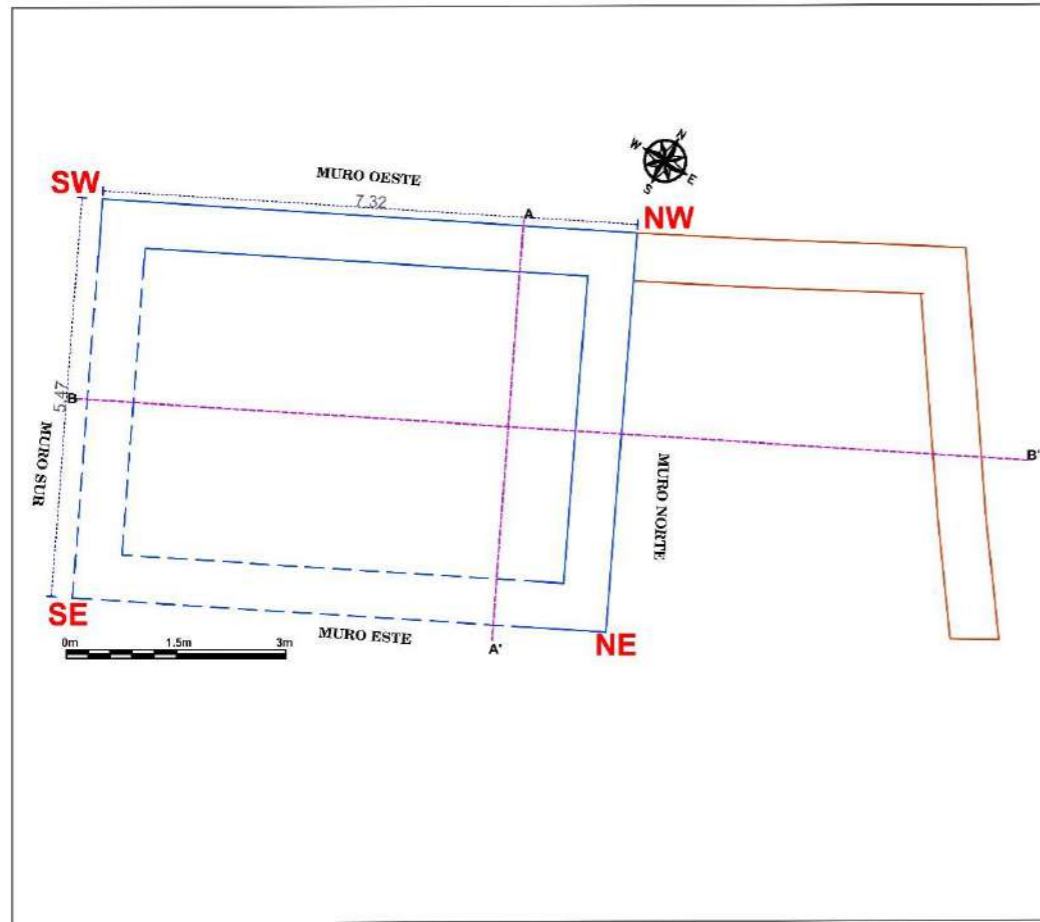 N
W
E
S
MURO OESTE
SW
7.32
A
NW
5.47
B
MURO SUR
B'
MURO NORTE
SE
MURO ESTE
NE
A'
0m 1.5m 3m